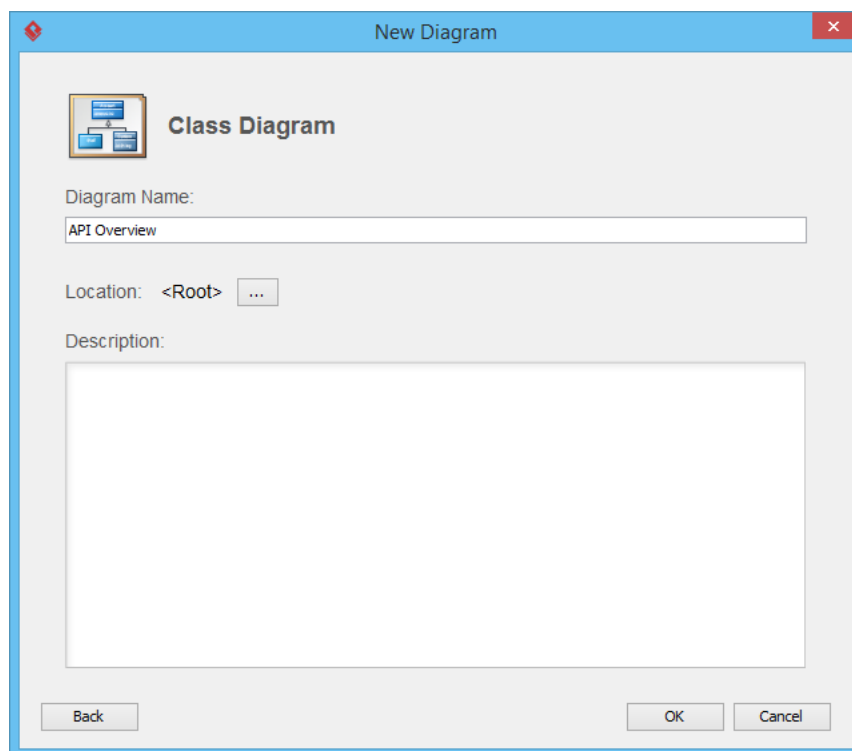 New Diagram
Class Diagram
Diagram Name:
API Overview
Location: <Root> ...
Description:
Back OK Cancel